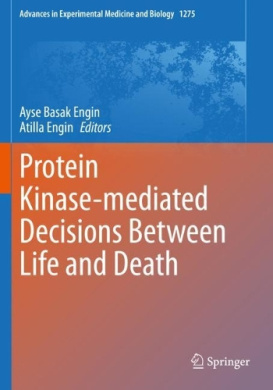 Advances in Experimental Medicine and Biology 1275
Ayse Basak Engin
Atilla Engin Editors
Protein
Kinase-mediated
Decisions Between
Life and Death
Springer